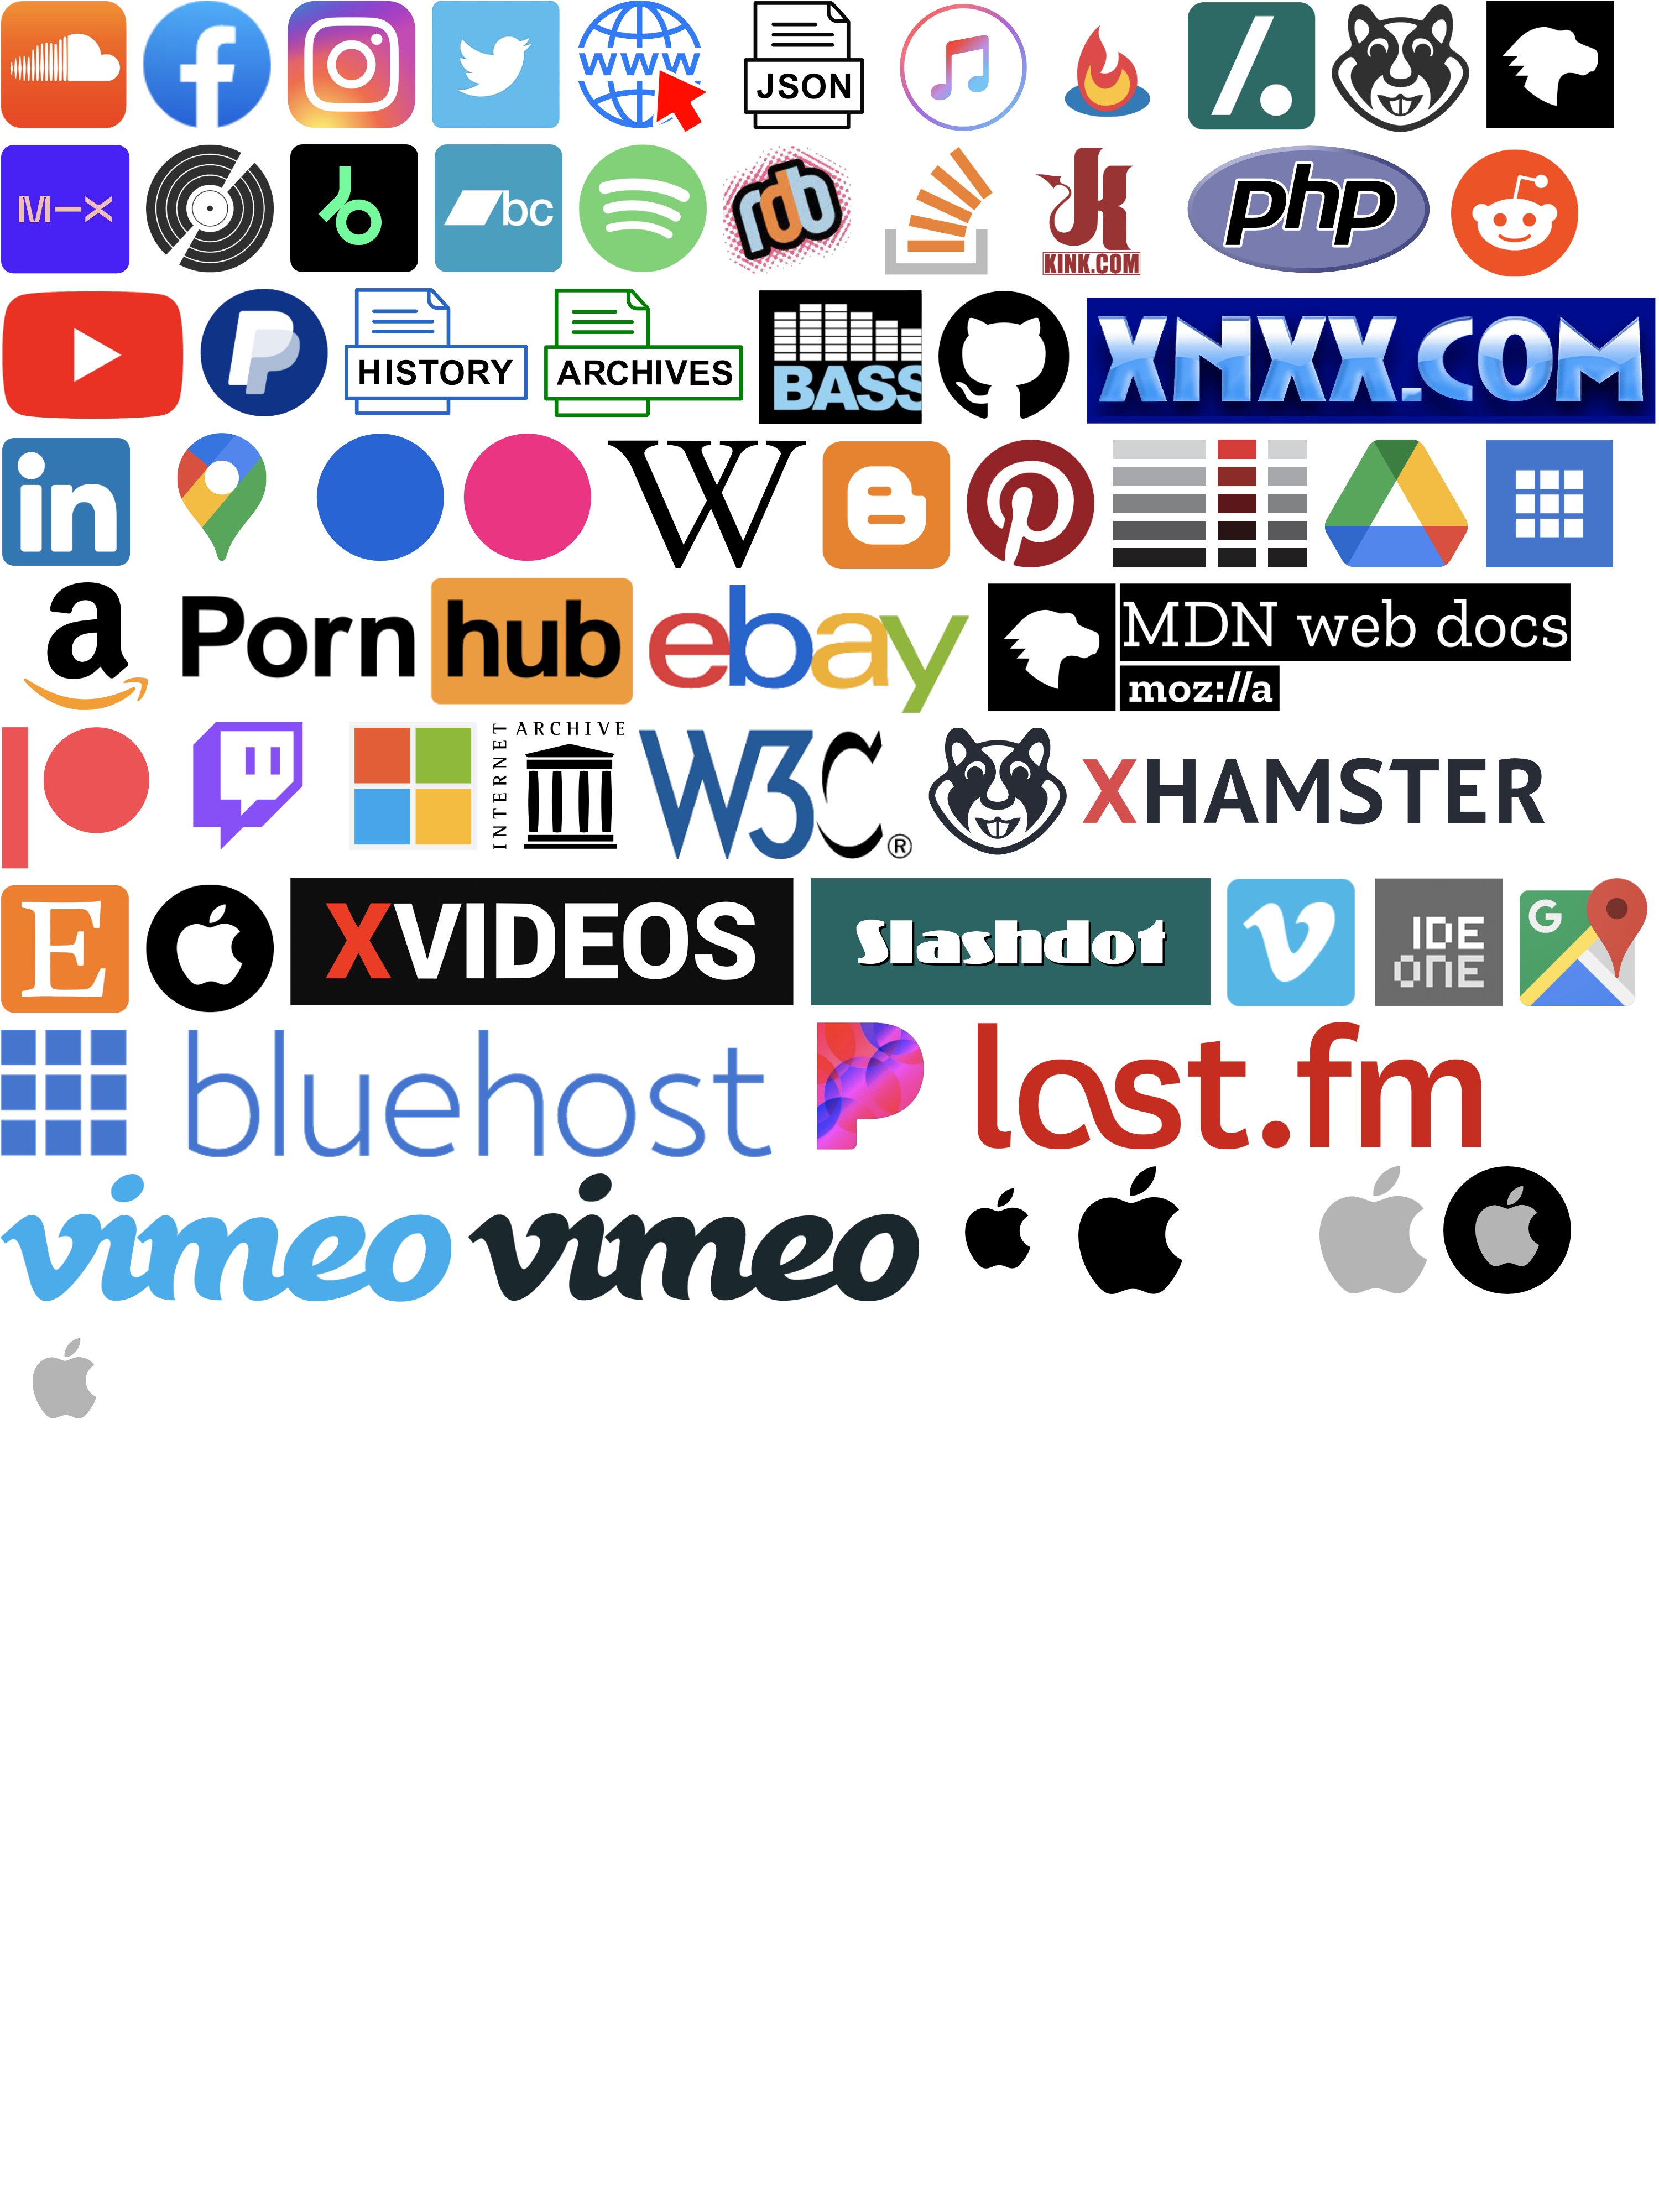 WWW JSON
M-X bc rdb KINK.COM php
HISTORY ARCHIVES BASS XNXX.COM
in W
a Porn hub ebay MDN web docs
moz://a
INTERNET ARCHIVE W3C® XHAMSTER
E XVIDEOS Slashdot IDE ONE G
bluehost P last.fm
vimeo vimeo